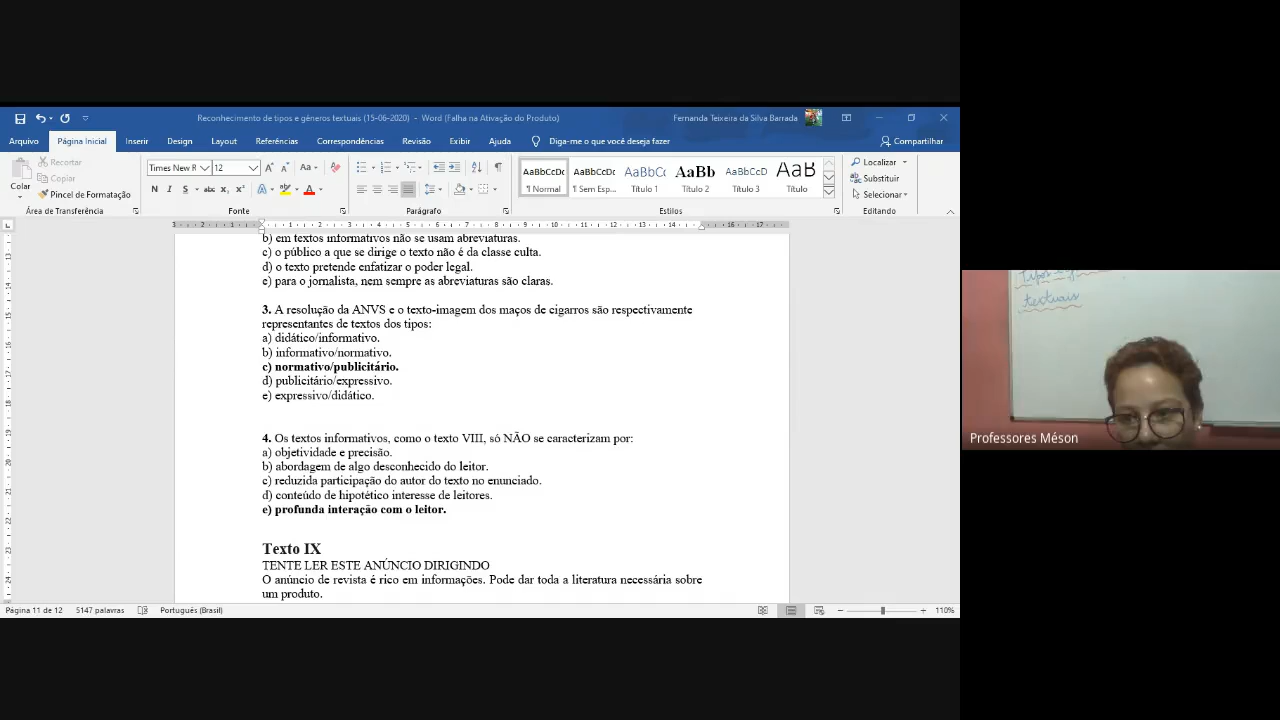 Reconhecimento de tipos e gêneros textuais (15-06-2020) - Word (Falha na Ativação do Produto)
Fernanda Teixeira da Silva Barrada
Arquivo Página Inicial Inserir Design Layout Referências Correspondências Revisão Exibir Ajuda Diga-me o que você deseja fazer Compartilhar
Colar
Recortar
Copiar
Pincel de Formatação
Área de Transferência
Times New R 12
N I S abc x₂ x²
Fonte
Parágrafo
AaBbCcDc AaBbCcDc AaBbCc AaBb AaBbCcD AaB
¶ Normal ¶ Sem Esp... Título 1 Título 2 Título 3 Título
Estilos
Localizar
Substituir
Selecionar
Editando
b) em textos informativos não se usam abreviaturas.
c) o público a que se dirige o texto não é da classe culta.
d) o texto pretende enfatizar o poder legal.
e) para o jornalista, nem sempre as abreviaturas são claras.
3. A resolução da ANVS e o texto-imagem dos maços de cigarros são respectivamente
representantes de textos dos tipos:
a) didático/informativo.
b) informativo/normativo.
c) normativo/publicitário.
d) publicitário/expressivo.
e) expressivo/didático.
4. Os textos informativos, como o texto VIII, só NÃO se caracterizam por:
a) objetividade e precisão.
b) abordagem de algo desconhecido do leitor.
c) reduzida participação do autor do texto no enunciado.
d) conteúdo de hipotético interesse de leitores.
e) profunda interação com o leitor.
Texto IX
TENTE LER ESTE ANÚNCIO DIRIGINDO
O anúncio de revista é rico em informações. Pode dar toda a literatura necessária sobre
um produto.
Página 11 de 12 5147 palavras Português (Brasil) 110%
textuais
Professores Méson